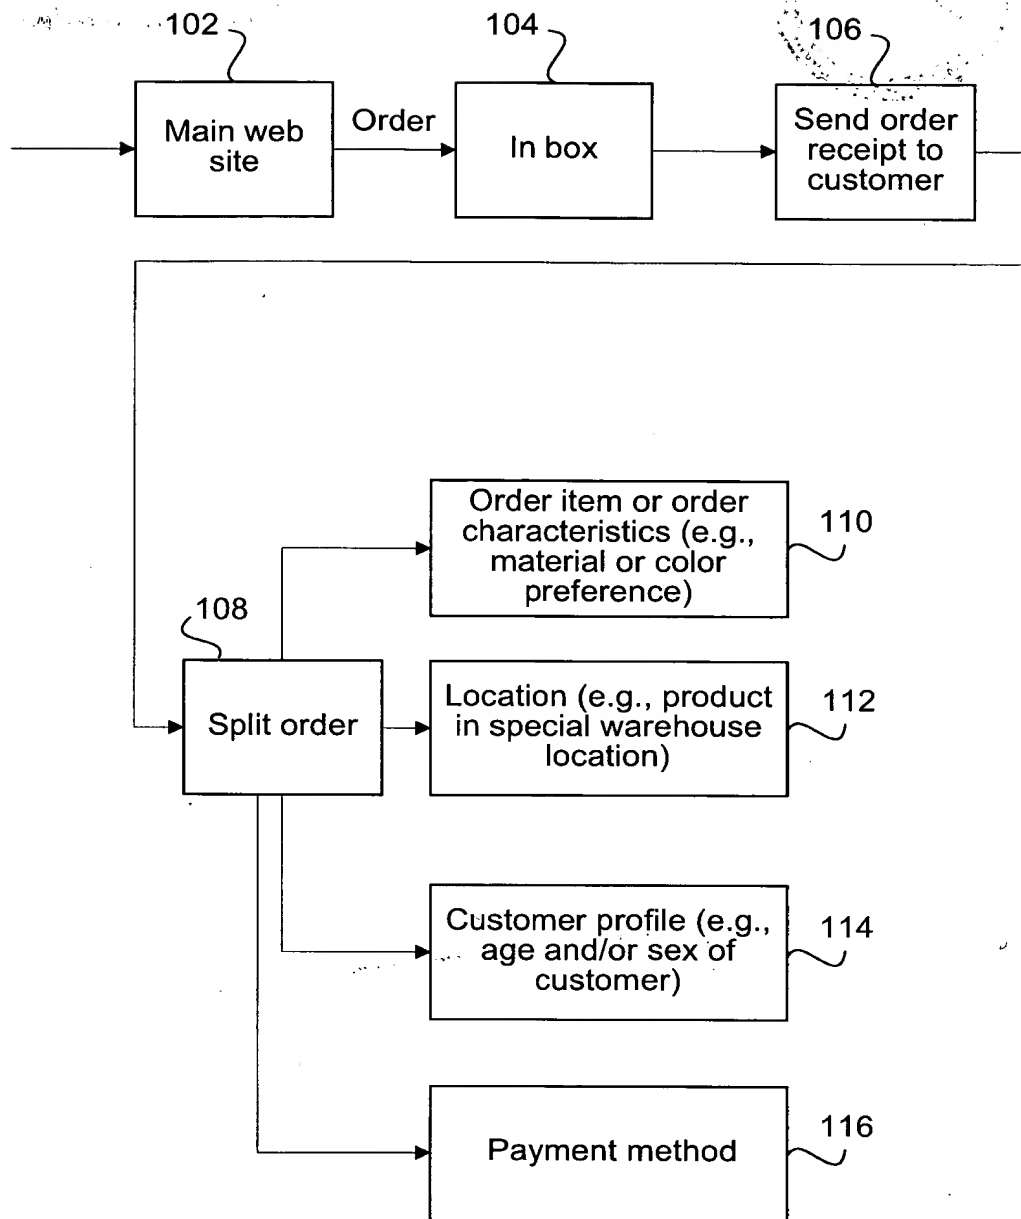 102
104
106
Main web
site
Order
In box
Send order
receipt to
customer
Order item or order
characteristics (e.g.,
material or color
preference)
110
108
Split order
Location (e.g., product
in special warehouse
location)
112
Customer profile (e.g.,
age and/or sex of
customer)
114
Payment method
116